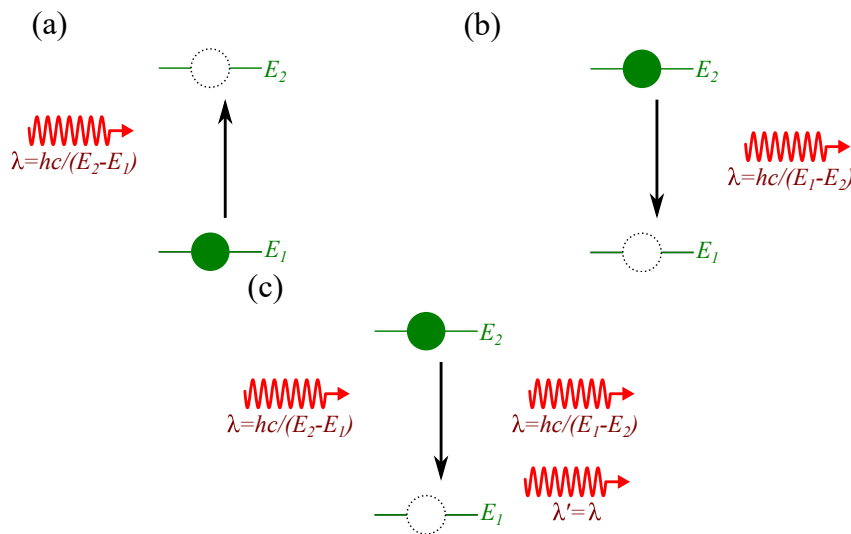 (a)
E₂
λ=hc/(E₂-E₁)
E₁
(b)
E₂
λ=hc/(E₁-E₂)
E₁
(c)
E₂
λ=hc/(E₂-E₁)
λ=hc/(E₁-E₂)
E₁
λ'=λ